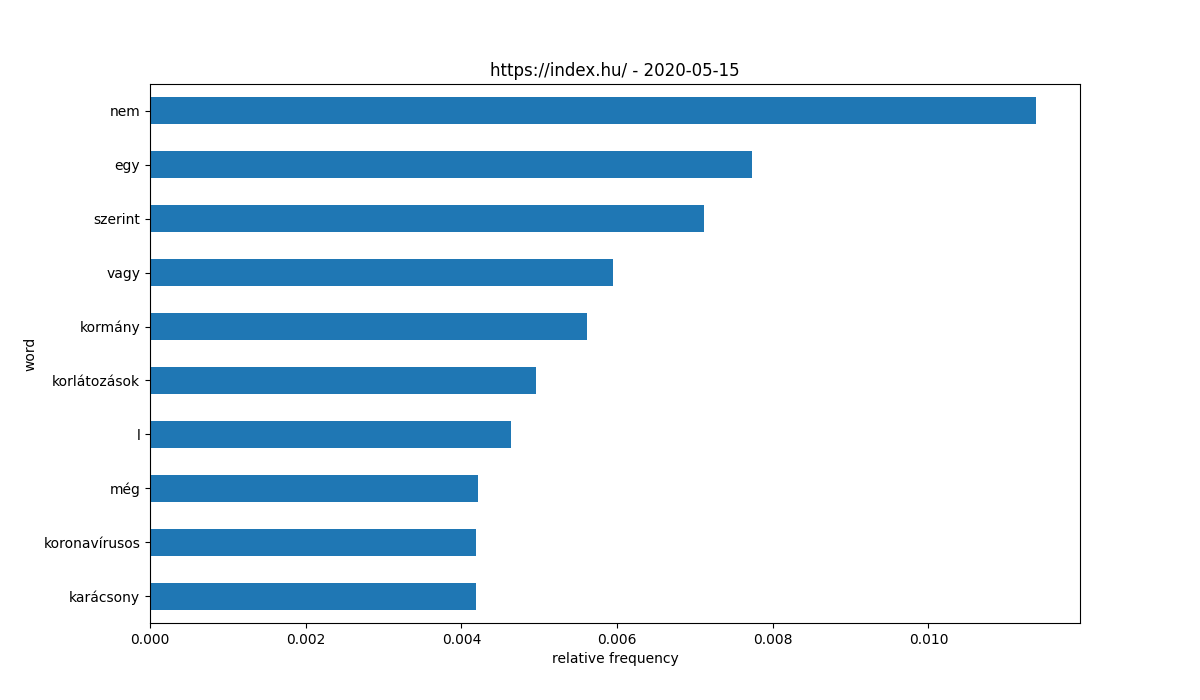 https://index.hu/ - 2020-05-15
nem
egy
szerint
vagy
kormány
korlátozások
l
még
koronavírusos
karácsony
word
0.000 0.002 0.004 0.006 0.008 0.010
relative frequency